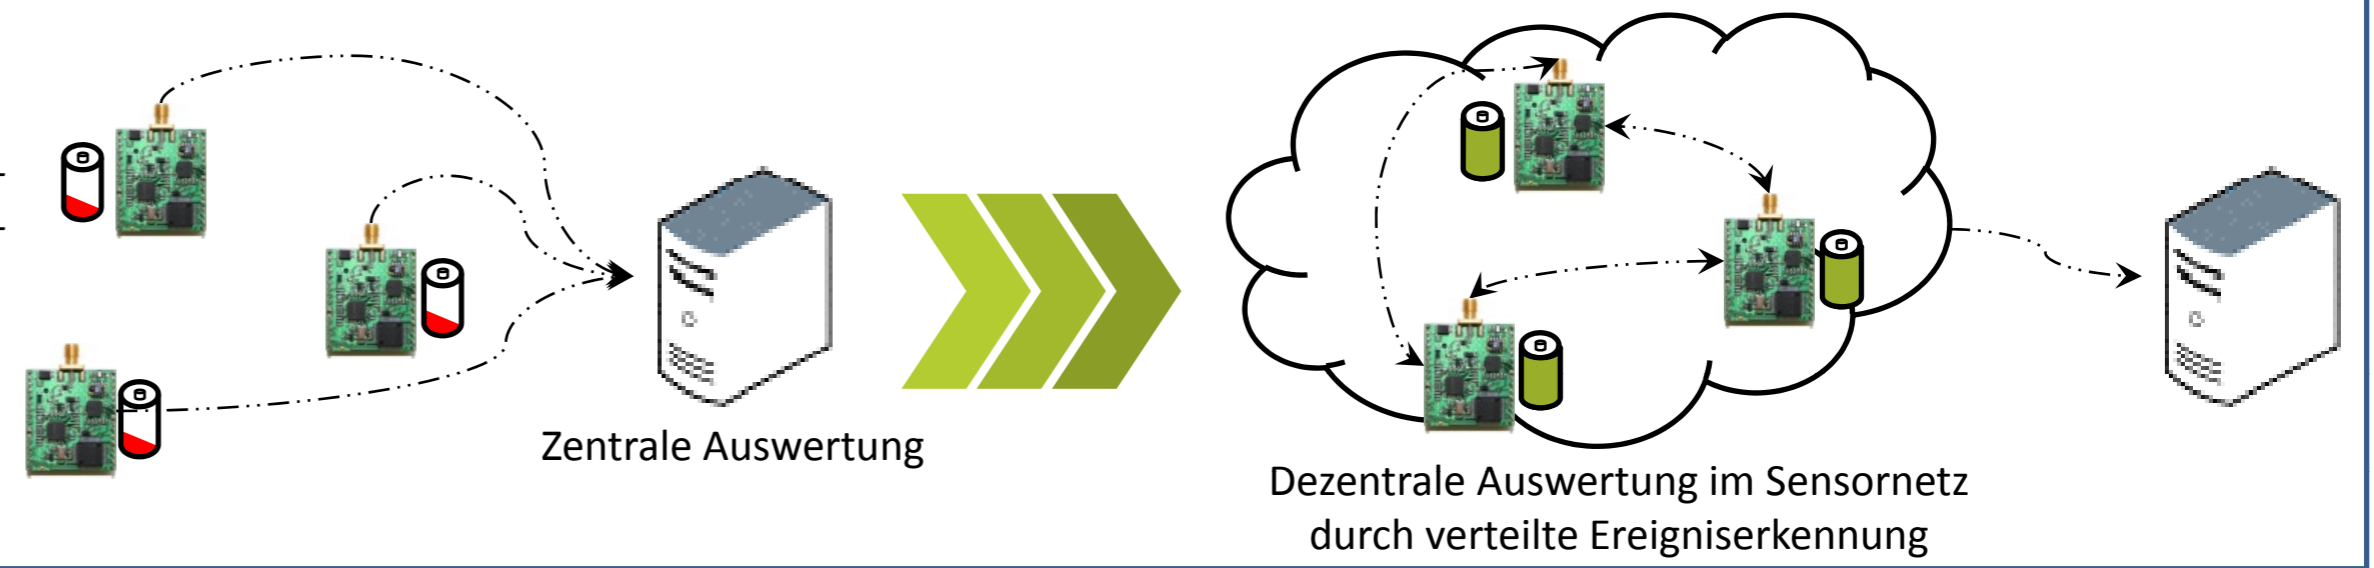 Zentrale Auswertung
Dezentrale Auswertung im Sensornetz
durch verteilte Ereigniserkennung